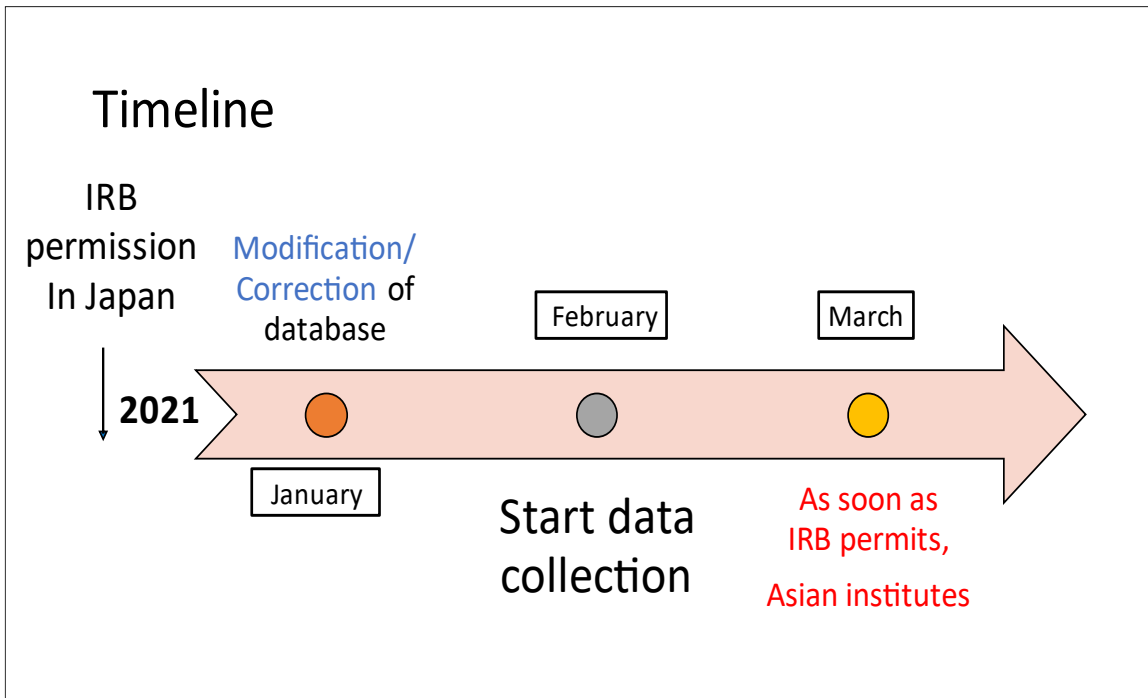 Timeline
IRB
permission
In Japan
2021
Modification/
Correction of
database
January
February
Start data
collection
March
As soon as
IRB permits,
Asian institutes